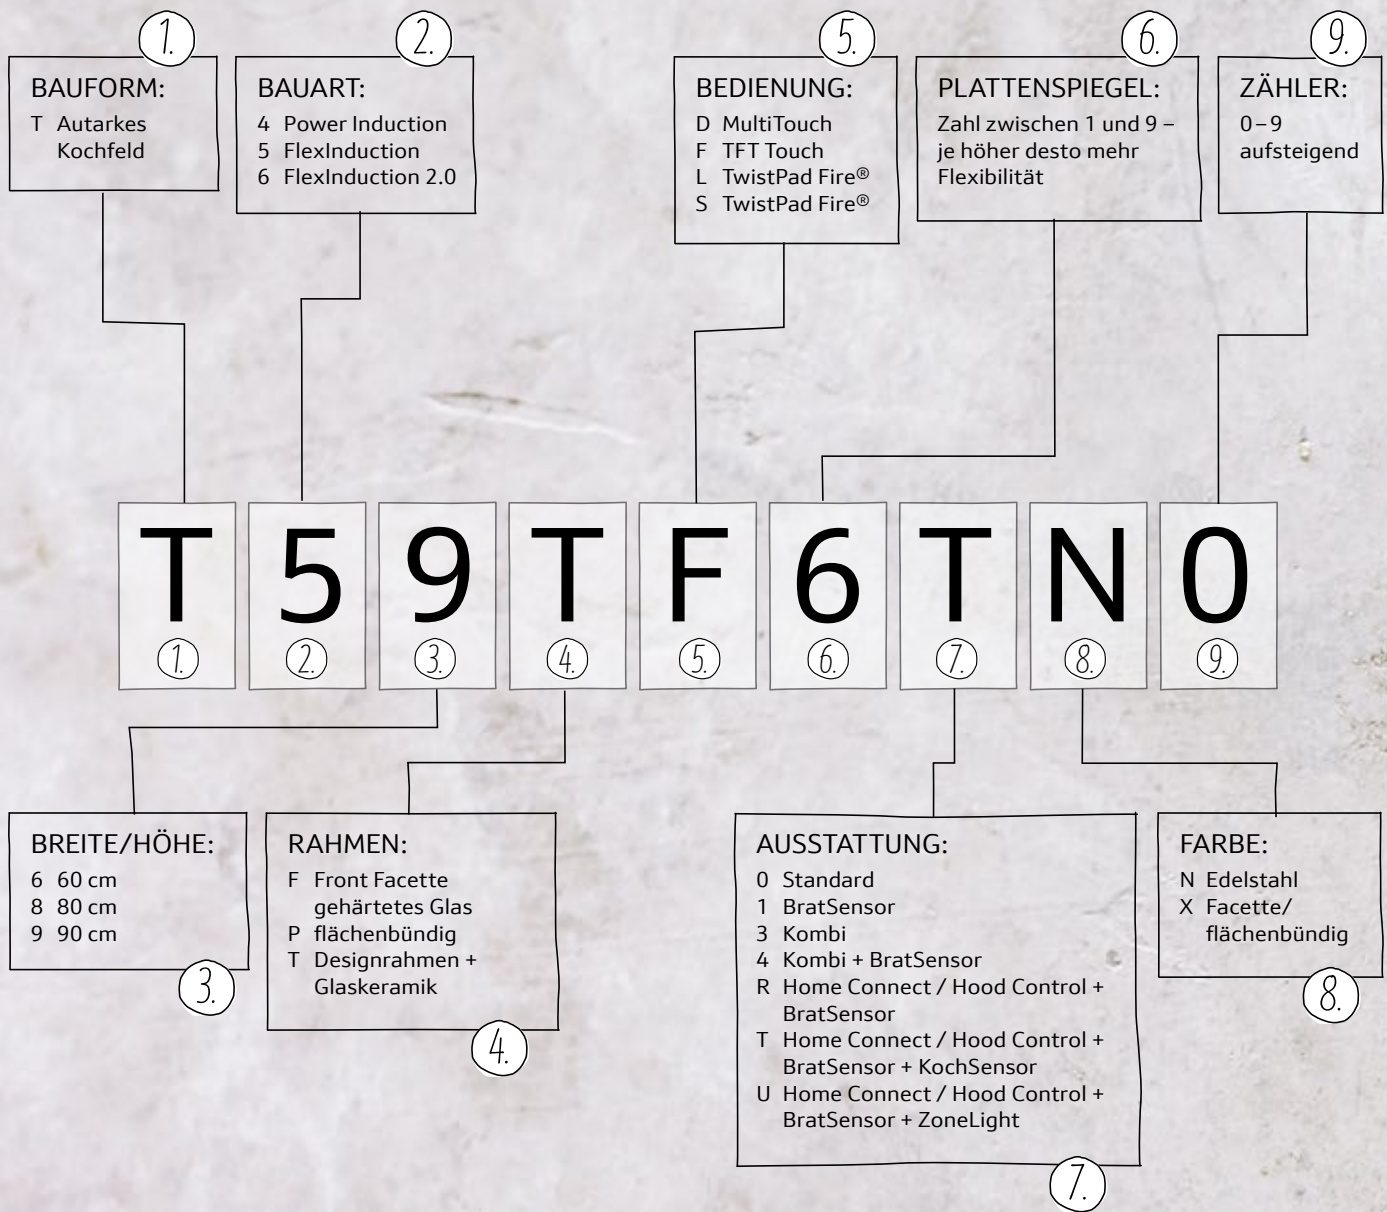 1.
BAUFORM:
T Autarkes
Kochfeld
2.
BAUART:
4 Power Induction
5 FlexInduction
6 FlexInduction 2.0
5.
BEDIENUNG:
D MultiTouch
F TFT Touch
L TwistPad Fire®
S TwistPad Fire®
6.
PLATTENSPIEGEL:
Zahl zwischen 1 und 9 –
je höher desto mehr
Flexibilität
9.
ZÄHLER:
0–9
aufsteigend
T 5 9 T F 6 T N 0
1. 2. 3. 4. 5. 6. 7. 8. 9.
BREITE/HÖHE:
6 60 cm
8 80 cm
9 90 cm
3.
RAHMEN:
F Front Facette
gehärtetes Glas
P flächenbündig
T Designrahmen +
Glaskeramik
4.
AUSSTATTUNG:
0 Standard
1 BratSensor
3 Kombi
4 Kombi + BratSensor
R Home Connect / Hood Control +
BratSensor
T Home Connect / Hood Control +
BratSensor + KochSensor
U Home Connect / Hood Control +
BratSensor + ZoneLight
7.
FARBE:
N Edelstahl
X Facette/
flächenbündig
8.